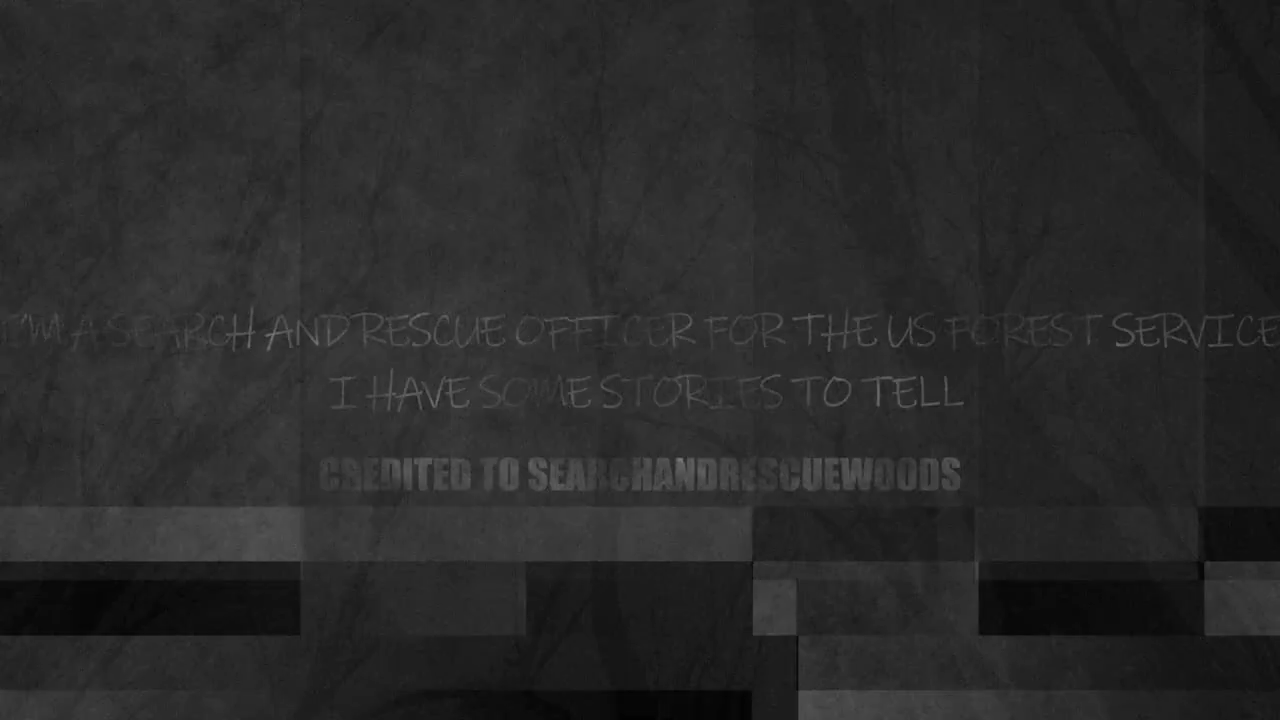 I'M A SEARCH AND RESCUE OFFICER FOR THE US FOREST SERVICE
I HAVE SOME STORIES TO TELL
CREDITED TO SEARCHANDRESCUEWOODS